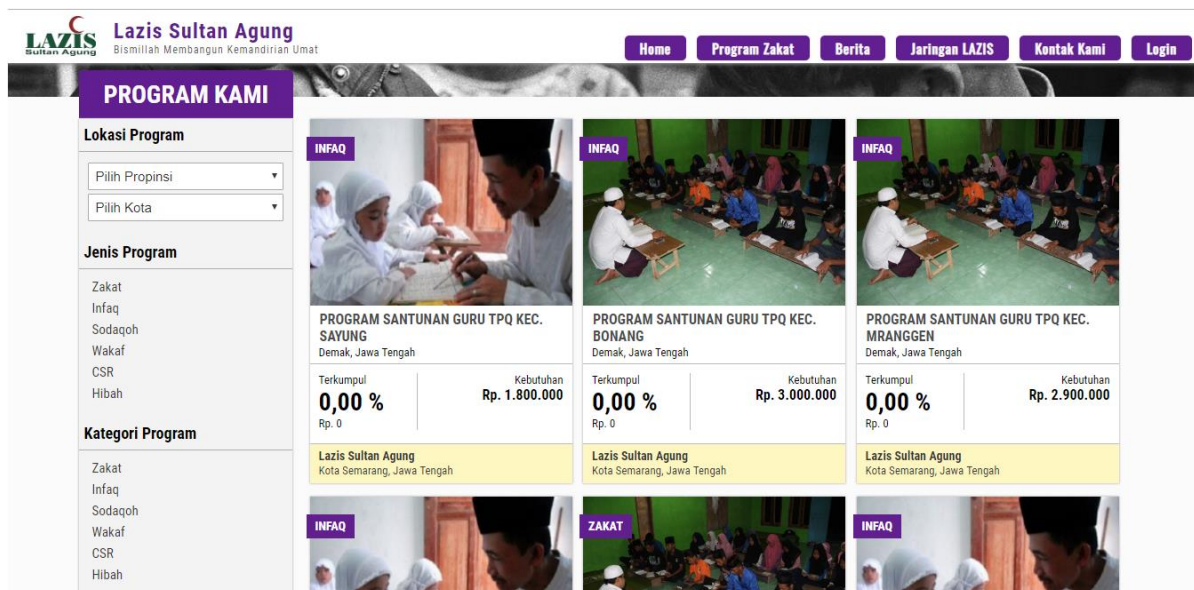 LAZIS
Sultan Agung
Lazis Sultan Agung
Bismillah Membangun Kemandirian Umat
Home
Program Zakat
Berita
Jaringan LAZIS
Kontak Kami
Login
PROGRAM KAMI
Lokasi Program
Pilih Propinsi
Pilih Kota
Jenis Program
Zakat
Infaq
Sodaqoh
Wakaf
CSR
Hibah
Kategori Program
Zakat
Infaq
Sodaqoh
Wakaf
CSR
Hibah
INFAQ
PROGRAM SANTUNAN GURU TPQ KEC.
SAYUNG
Demak, Jawa Tengah
Terkumpul
0,00 %
Rp. 0
Kebutuhan
Rp. 1.800.000
Lazis Sultan Agung
Kota Semarang, Jawa Tengah
INFAQ
PROGRAM SANTUNAN GURU TPQ KEC.
BONANG
Demak, Jawa Tengah
Terkumpul
0,00 %
Rp. 0
Kebutuhan
Rp. 3.000.000
Lazis Sultan Agung
Kota Semarang, Jawa Tengah
INFAQ
PROGRAM SANTUNAN GURU TPQ KEC.
MRANGGEN
Demak, Jawa Tengah
Terkumpul
0,00 %
Rp. 0
Kebutuhan
Rp. 2.900.000
Lazis Sultan Agung
Kota Semarang, Jawa Tengah
INFAQ
ZAKAT
INFAQ